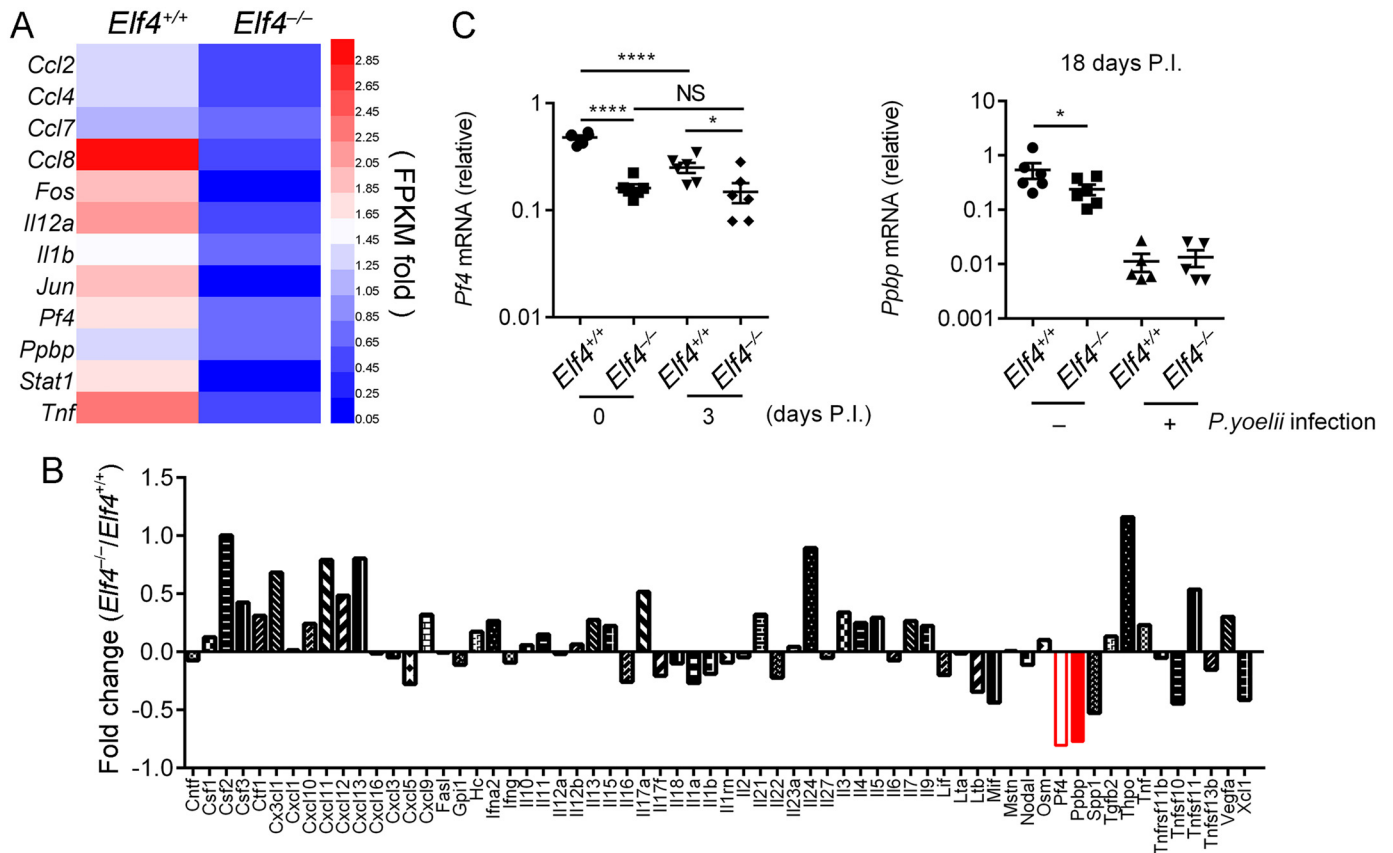 A
Elf4+/+ Elf4–/–
Ccl2
Ccl4
Ccl7
Ccl8
Fos
Il12a
Il1b
Jun
Pf4
Ppbp
Stat1
Tnf
2.85
2.65
2.45
2.25
2.05
1.85
1.65
1.45
1.25
1.05
0.85
0.65
0.45
0.25
0.05
( FPKM fold )
C
Pf4 mRNA (relative)
1
0.1
0.01
****
****
NS
*
Elf4+/+ Elf4–/– Elf4+/+ Elf4–/–
0 3 (days P.I.)
18 days P.I.
Ppbp mRNA (relative)
10
1
0.1
0.01
0.001
*
Elf4+/+ Elf4–/– Elf4+/+ Elf4–/–
– + P.yoelii infection
B
Fold change (Elf4–/–/Elf4+/+)
1.5
1.0
0.5
0.0
-0.5
-1.0
Cntf
Csf1
Csf2
Csf3
Ctf1
Cx3cl1
Cxcl1
Cxcl10
Cxcl11
Cxcl12
Cxcl13
Cxcl16
Cxcl3
Cxcl5
Cxcl9
Fasl
Gpi1
Hc
Ifna2
Ifng
Il10
Il11
Il12a
Il12b
Il13
Il15
Il16
Il17a
Il17f
Il18
Il1a
Il1b
Il1rn
Il2
Il21
Il22
Il23a
Il24
Il27
Il3
Il4
Il5
Il6
Il7
Il9
Lif
Lta
Ltb
Mif
Mstn
Nodal
Osm
Pf4
Ppbp
Spp1
Tgfb2
Thpo
Tnf
Tnfrsf11b
Tnfsf10
Tnfsf11
Tnfsf13b
Vegfa
Xcl1